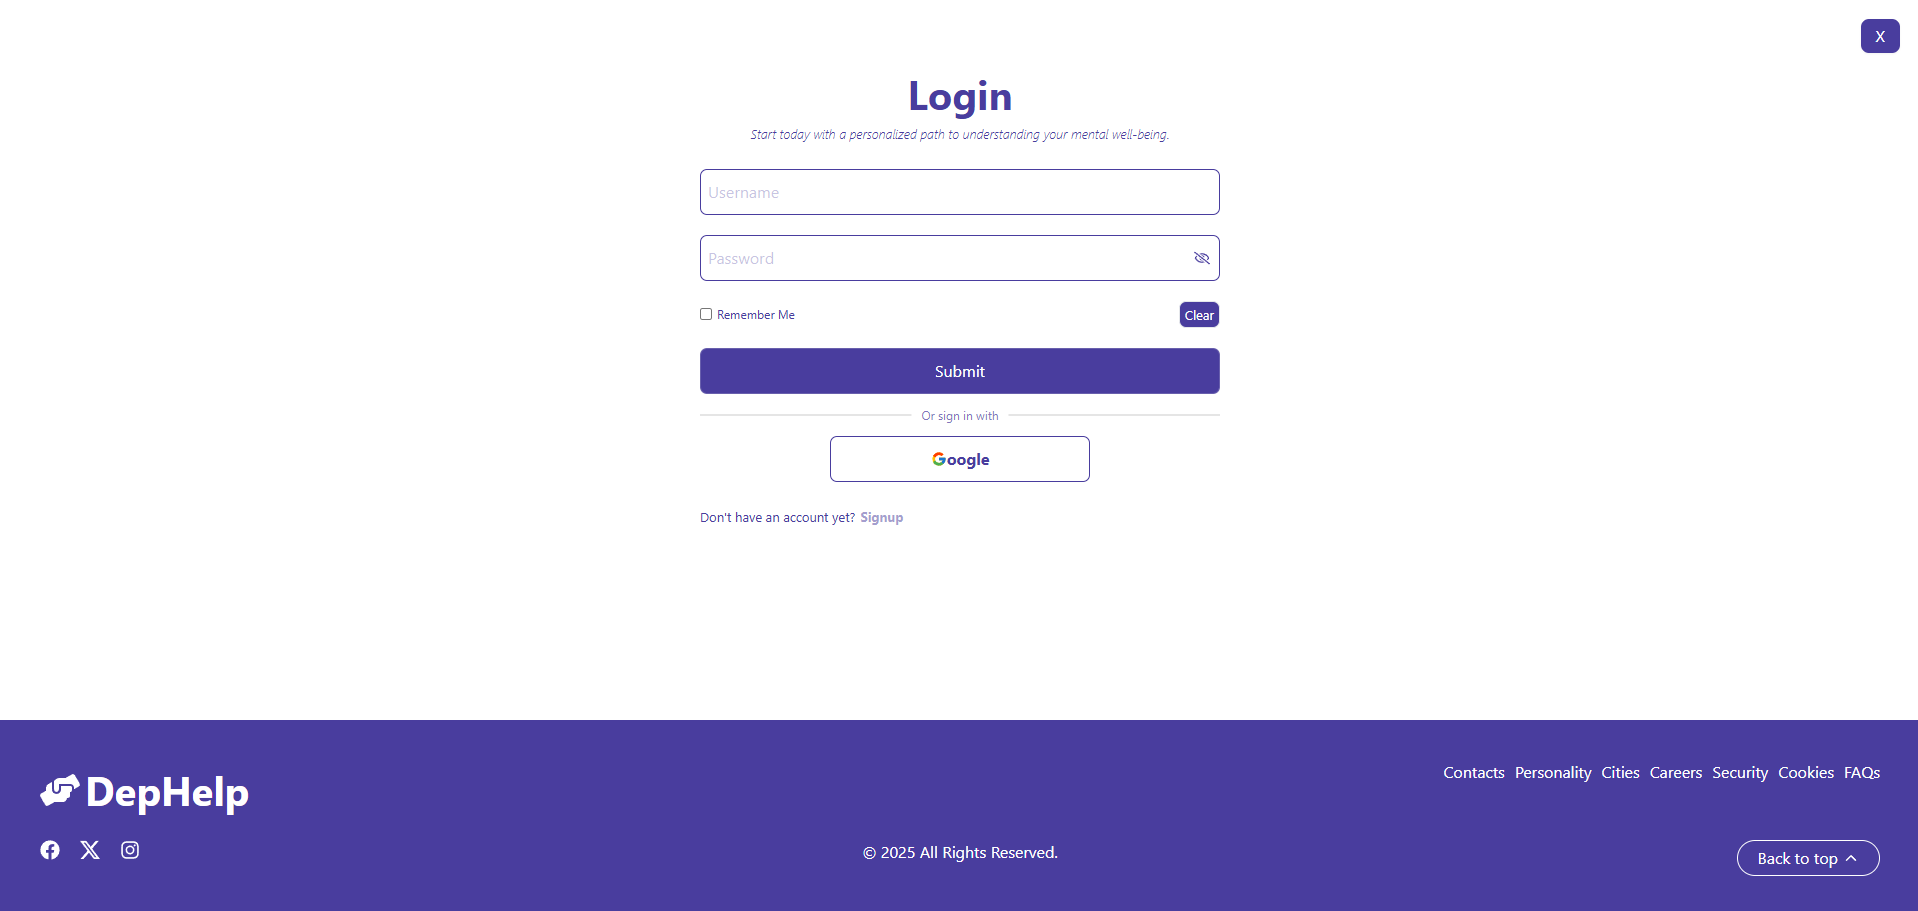 X
Login
Start today with a personalized path to understanding your mental well-being.
Username
Password
Remember Me
Clear
Submit
Or sign in with
Google
Don't have an account yet? Signup
DepHelp
Contacts Personality Cities Careers Security Cookies FAQs
© 2025 All Rights Reserved.
Back to top